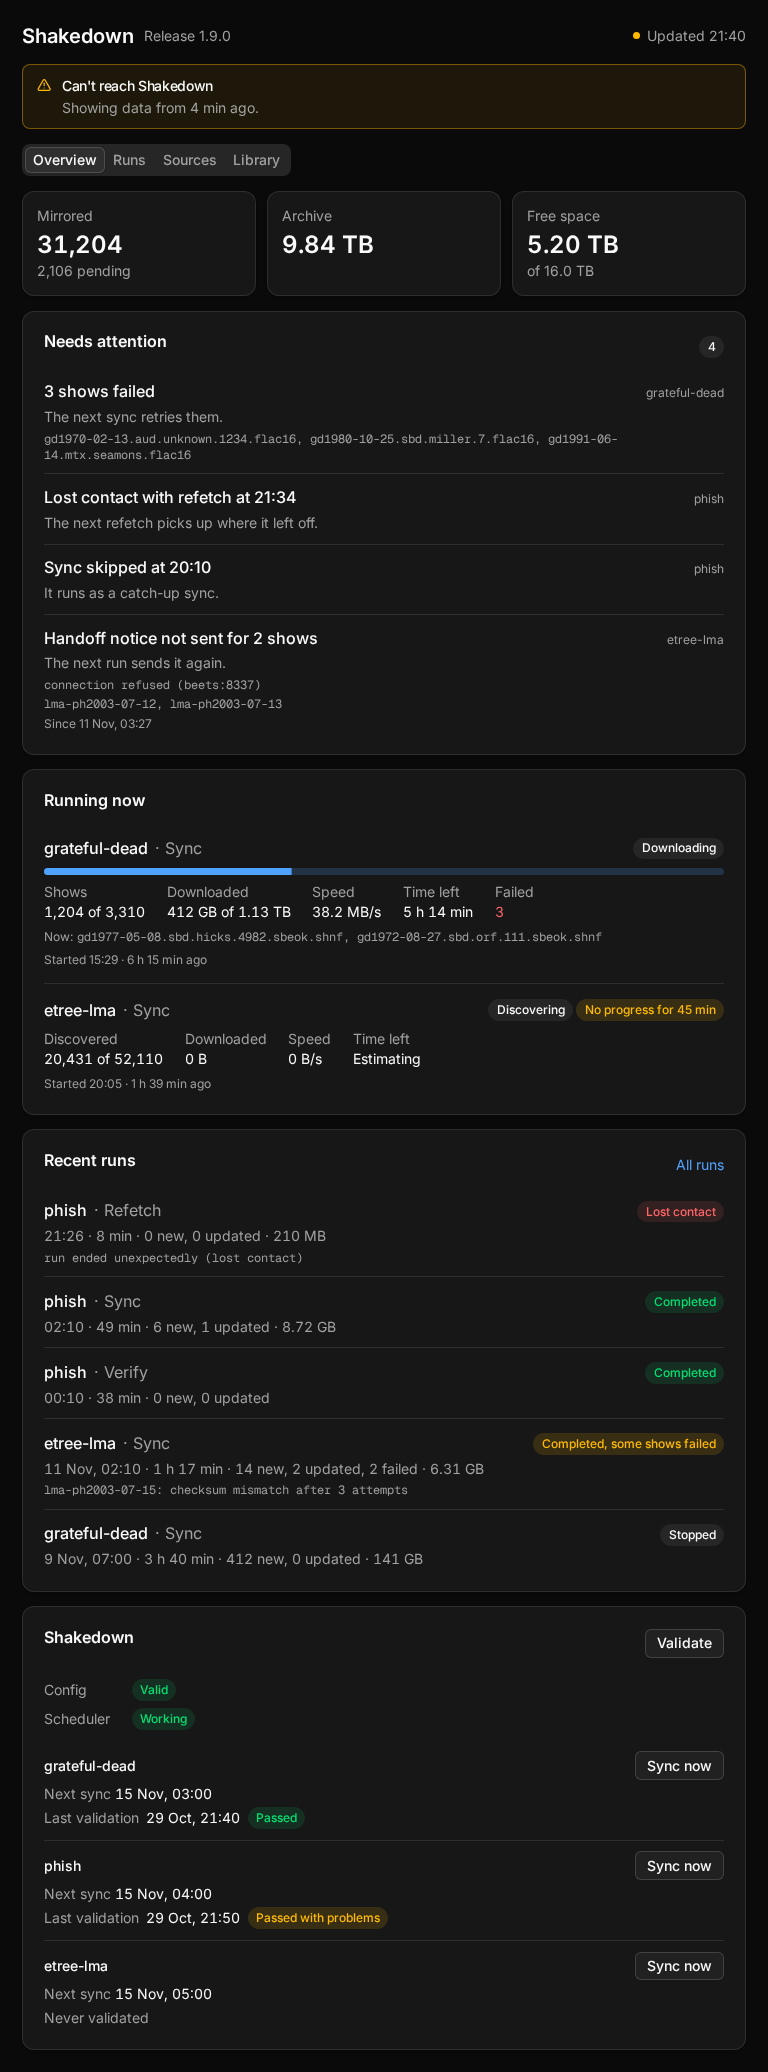 Shakedown Release 1.9.0
Updated 21:40
Can't reach Shakedown
Showing data from 4 min ago.
Overview Runs Sources Library
Mirrored
31,204
2,106 pending
Archive
9.84 TB
Free space
5.20 TB
of 16.0 TB
Needs attention
4
3 shows failed
grateful-dead
The next sync retries them.
gd1970-02-13.aud.unknown.1234.flac16, gd1980-10-25.sbd.miller.7.flac16, gd1991-06-
14.mtx.seamons.flac16
Lost contact with refetch at 21:34
phish
The next refetch picks up where it left off.
Sync skipped at 20:10
phish
It runs as a catch-up sync.
Handoff notice not sent for 2 shows
etree-lma
The next run sends it again.
connection refused (beets:8337)
lma-ph2003-07-12, lma-ph2003-07-13
Since 11 Nov, 03:27
Running now
grateful-dead · Sync
Downloading
Shows Downloaded Speed Time left Failed
1,204 of 3,310 412 GB of 1.13 TB 38.2 MB/s 5 h 14 min 3
Now: gd1977-05-08.sbd.hicks.4982.sbeok.shnf, gd1972-08-27.sbd.orf.111.sbeok.shnf
Started 15:29 · 6 h 15 min ago
etree-lma · Sync
Discovering No progress for 45 min
Discovered Downloaded Speed Time left
20,431 of 52,110 0 B 0 B/s Estimating
Started 20:05 · 1 h 39 min ago
Recent runs
All runs
phish · Refetch
Lost contact
21:26 · 8 min · 0 new, 0 updated · 210 MB
run ended unexpectedly (lost contact)
phish · Sync
Completed
02:10 · 49 min · 6 new, 1 updated · 8.72 GB
phish · Verify
Completed
00:10 · 38 min · 0 new, 0 updated
etree-lma · Sync
Completed, some shows failed
11 Nov, 02:10 · 1 h 17 min · 14 new, 2 updated, 2 failed · 6.31 GB
lma-ph2003-07-15: checksum mismatch after 3 attempts
grateful-dead · Sync
Stopped
9 Nov, 07:00 · 3 h 40 min · 412 new, 0 updated · 141 GB
Shakedown
Validate
Config Valid
Scheduler Working
grateful-dead
Sync now
Next sync 15 Nov, 03:00
Last validation 29 Oct, 21:40 Passed
phish
Sync now
Next sync 15 Nov, 04:00
Last validation 29 Oct, 21:50 Passed with problems
etree-lma
Sync now
Next sync 15 Nov, 05:00
Never validated